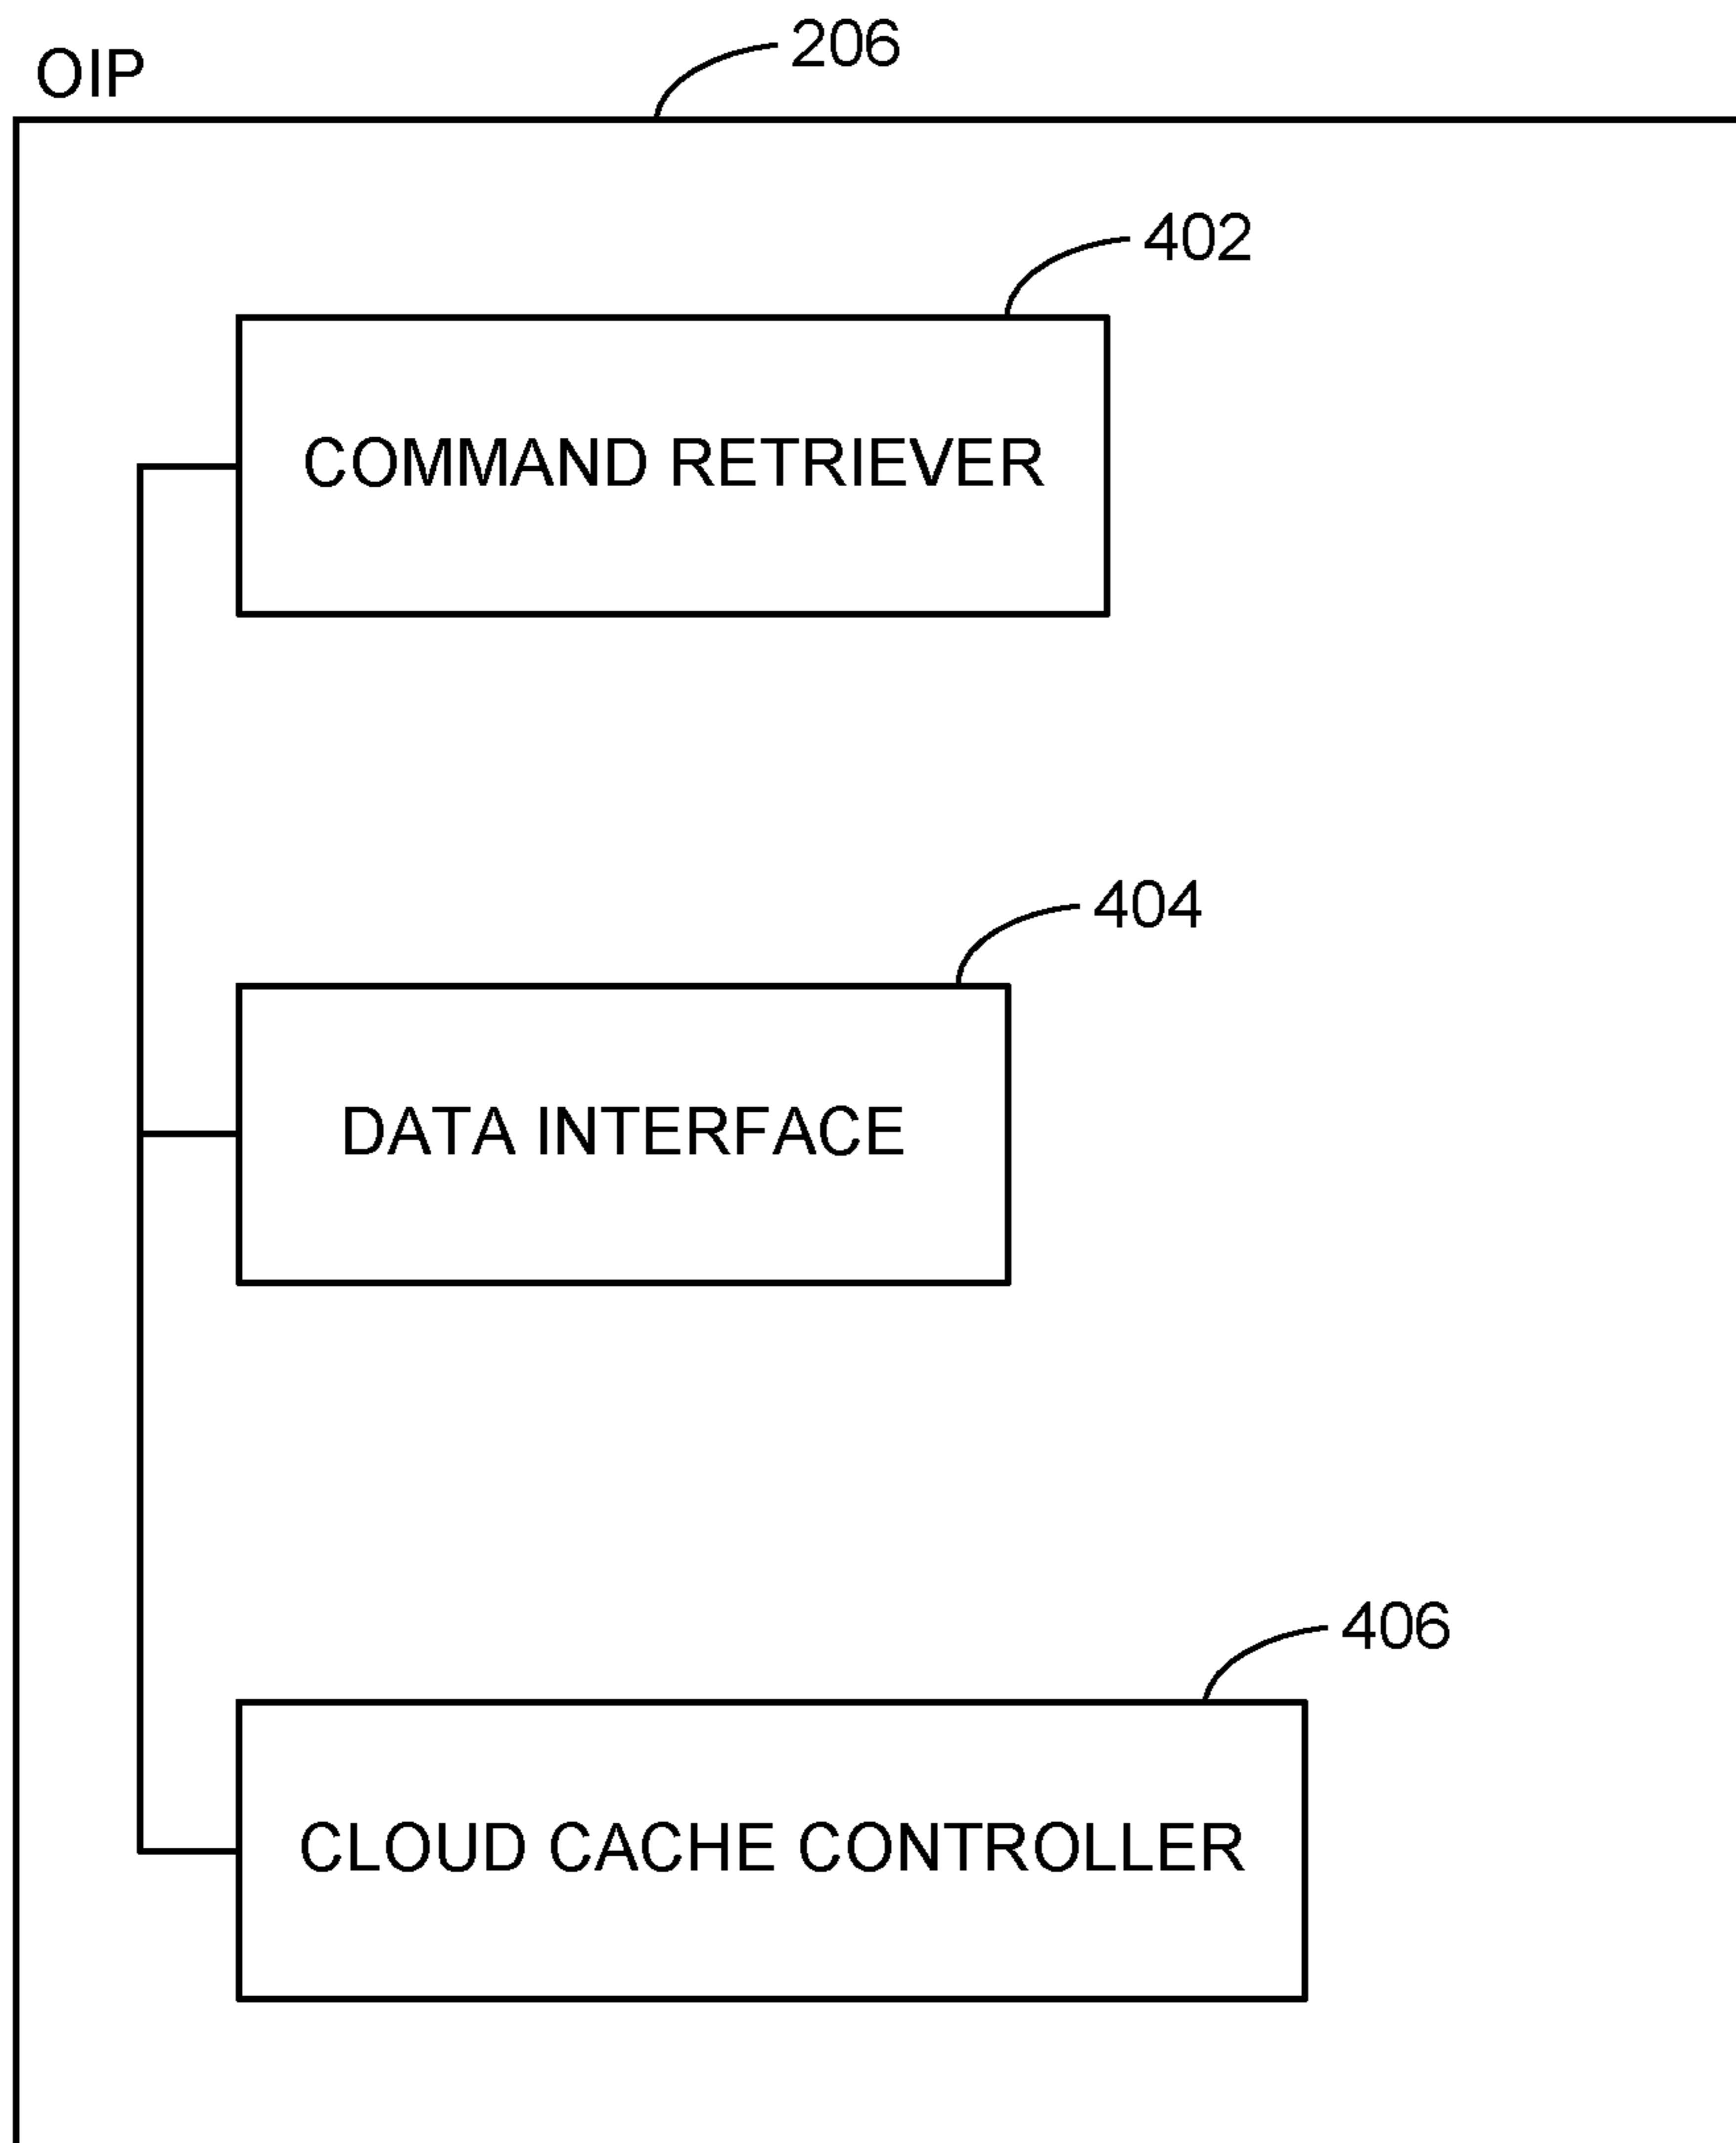 206
OIP
402
COMMAND RETRIEVER
404
DATA INTERFACE
406
CLOUD CACHE CONTROLLER